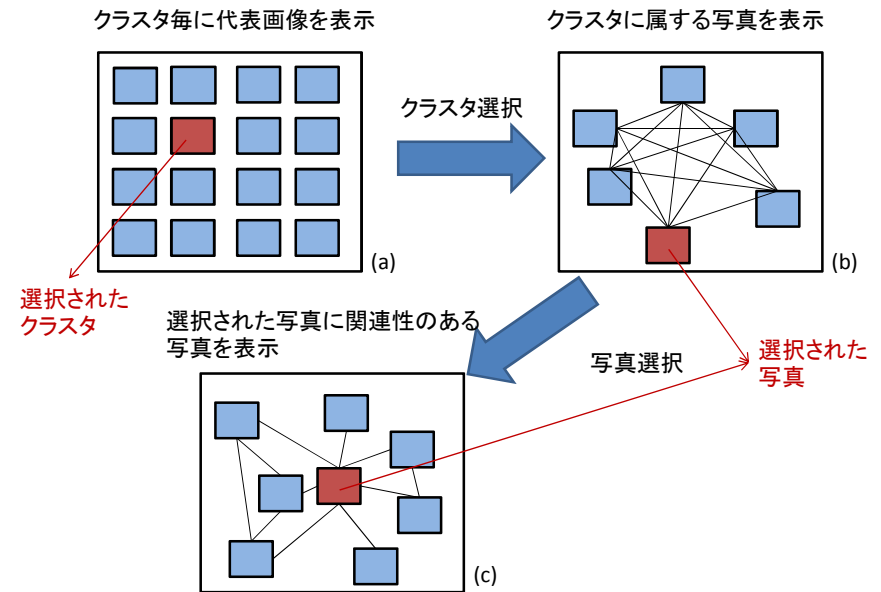 クラスタ毎に代表画像を表示
クラスタに属する写真を表示
クラスタ選択
(a)
(b)
選択された
クラスタ
選択された写真に関連性のある
写真を表示
写真選択
選択された
写真
(c)